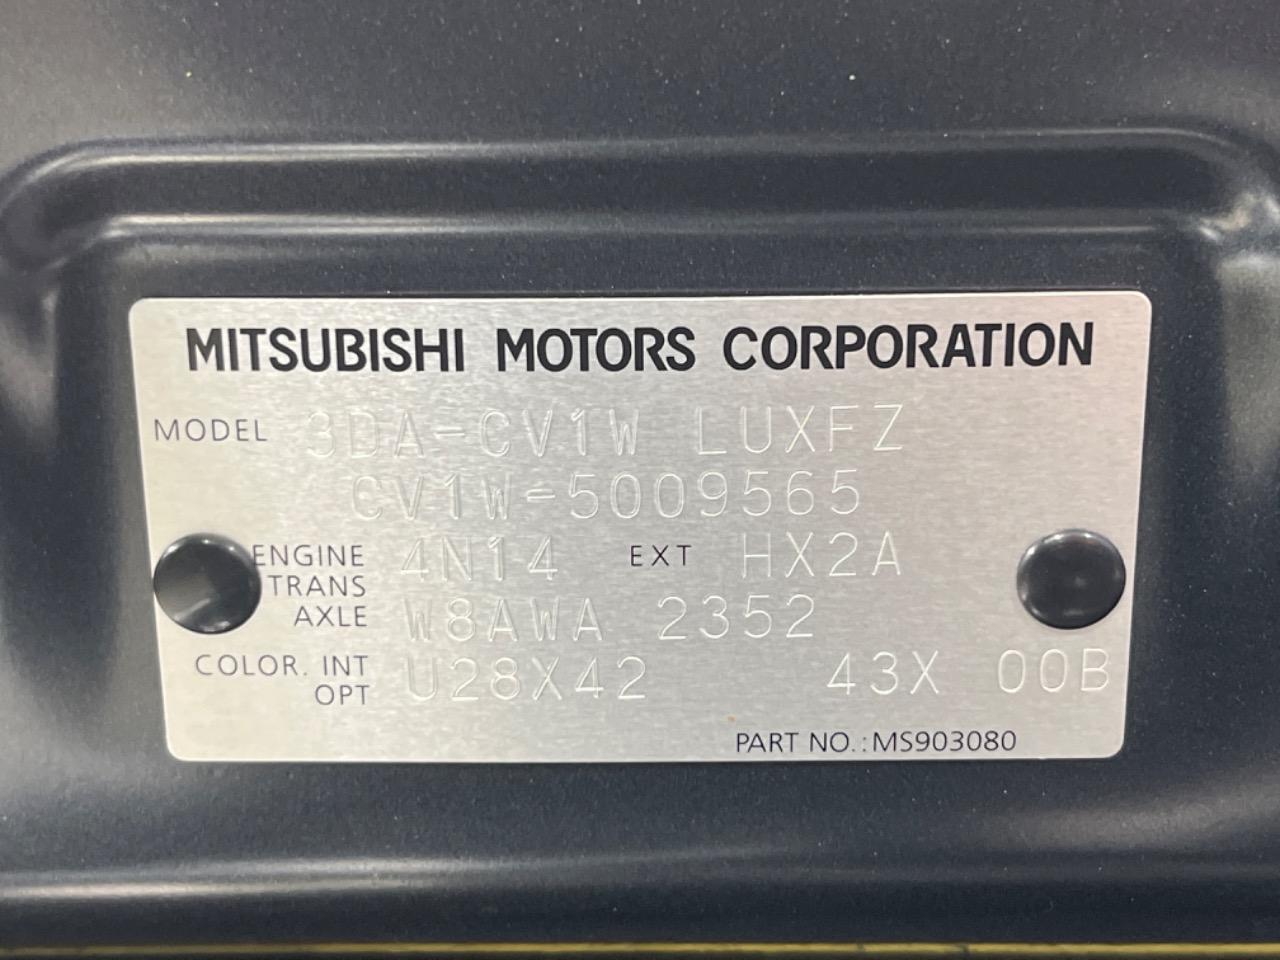 MITSUBISHI MOTORS CORPORATION
MODEL 3DA-CV1W LUXFZ
CV1W-5009565
ENGINE 4N14 EXT HX2A
TRANS
AXLE W8AWA 2352
COLOR. INT U28X42 43X 00B
OPT
PART NO.:MS903080